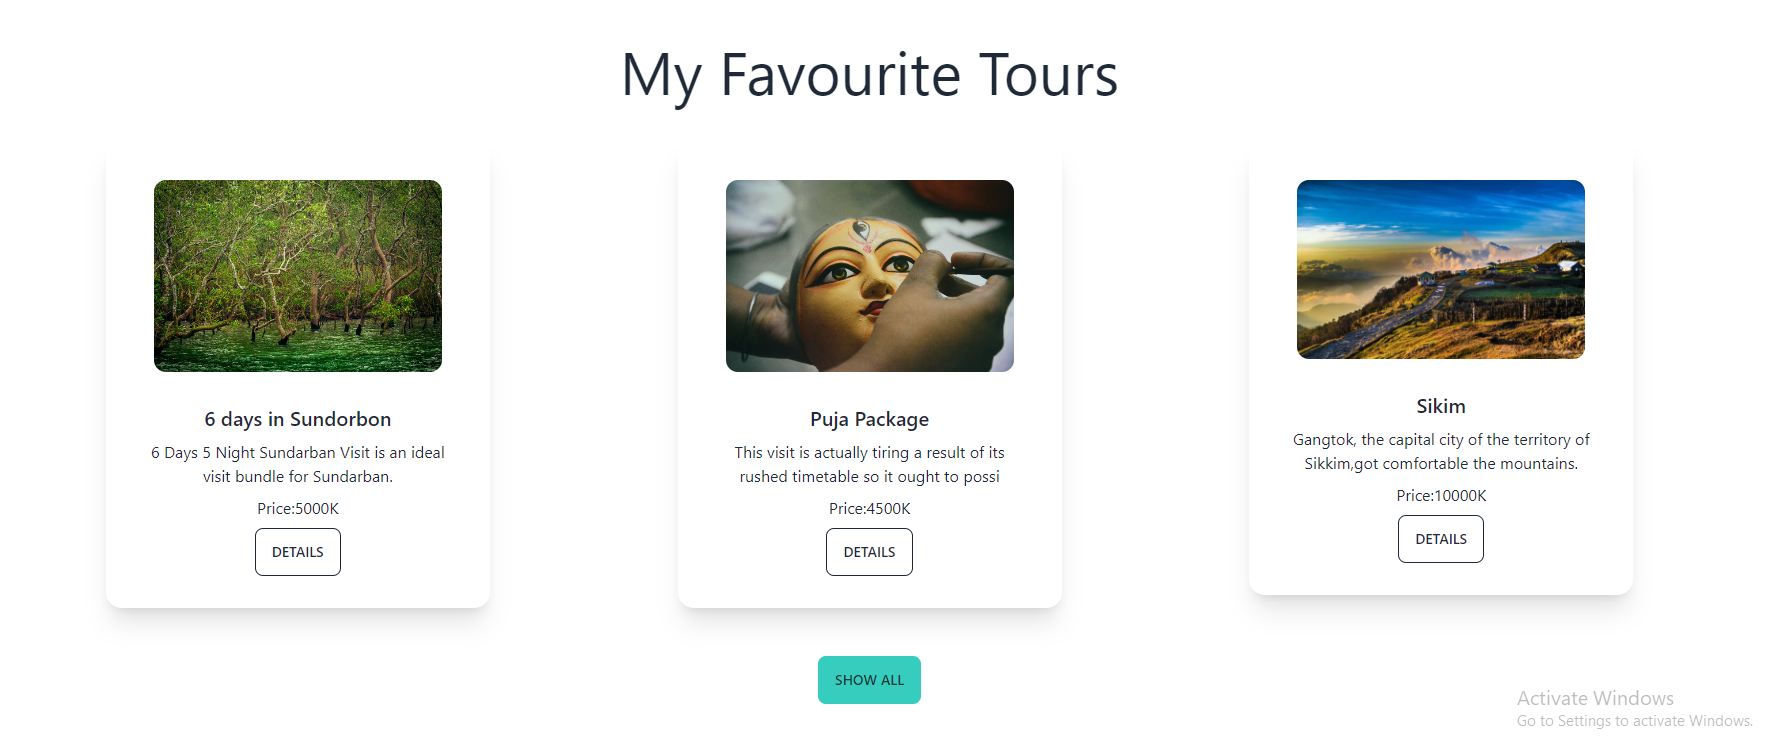 My Favourite Tours
6 days in Sundorbon
6 Days 5 Night Sundarban Visit is an ideal
visit bundle for Sundarban.
Price:5000K
DETAILS
Puja Package
This visit is actually tiring a result of its
rushed timetable so it ought to possi
Price:4500K
DETAILS
Sikim
Gangtok, the capital city of the territory of
Sikkim,got comfortable the mountains.
Price:10000K
DETAILS
SHOW ALL
Activate Windows
Go to Settings to activate Windows.